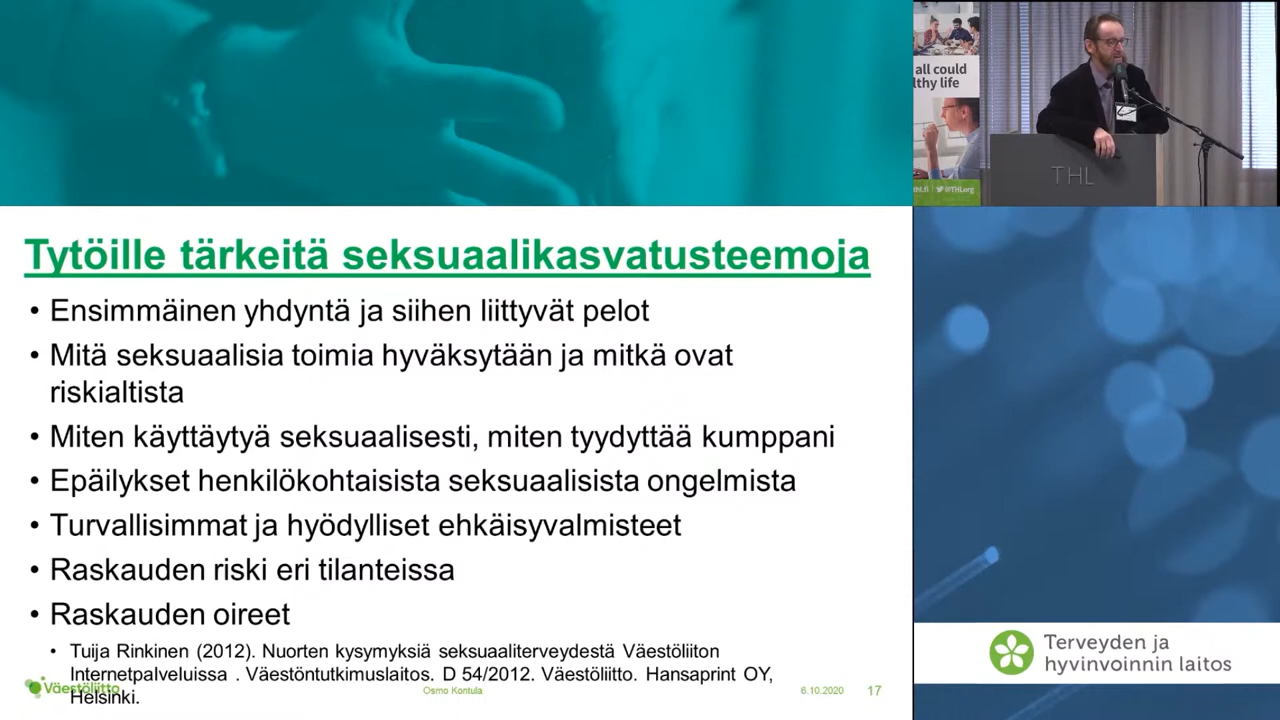 all could
lthy life
thl.fi
@THLorg
THL
Tytöille tärkeitä seksuaalikasvatusteemoja
• Ensimmäinen yhdyntä ja siihen liittyvät pelot
• Mitä seksuaalisia toimia hyväksytään ja mitkä ovat
riskialtista
• Miten käyttäytyä seksuaalisesti, miten tyydyttää kumppani
• Epäilykset henkilökohtaisista seksuaalisista ongelmista
• Turvallisimmat ja hyödylliset ehkäisyvalmisteet
• Raskauden riski eri tilanteissa
• Raskauden oireet
• Tuija Rinkinen (2012). Nuorten kysymyksiä seksuaaliterveydestä Väestöliiton
Internetpalveluissa . Väestöntutkimuslaitos. D 54/2012. Väestöliitto. Hansaprint OY,
Helsinki.
Väestöliitto
Osmo Kontula
6.10.2020
17
Terveyden ja
hyvinvoinnin laitos